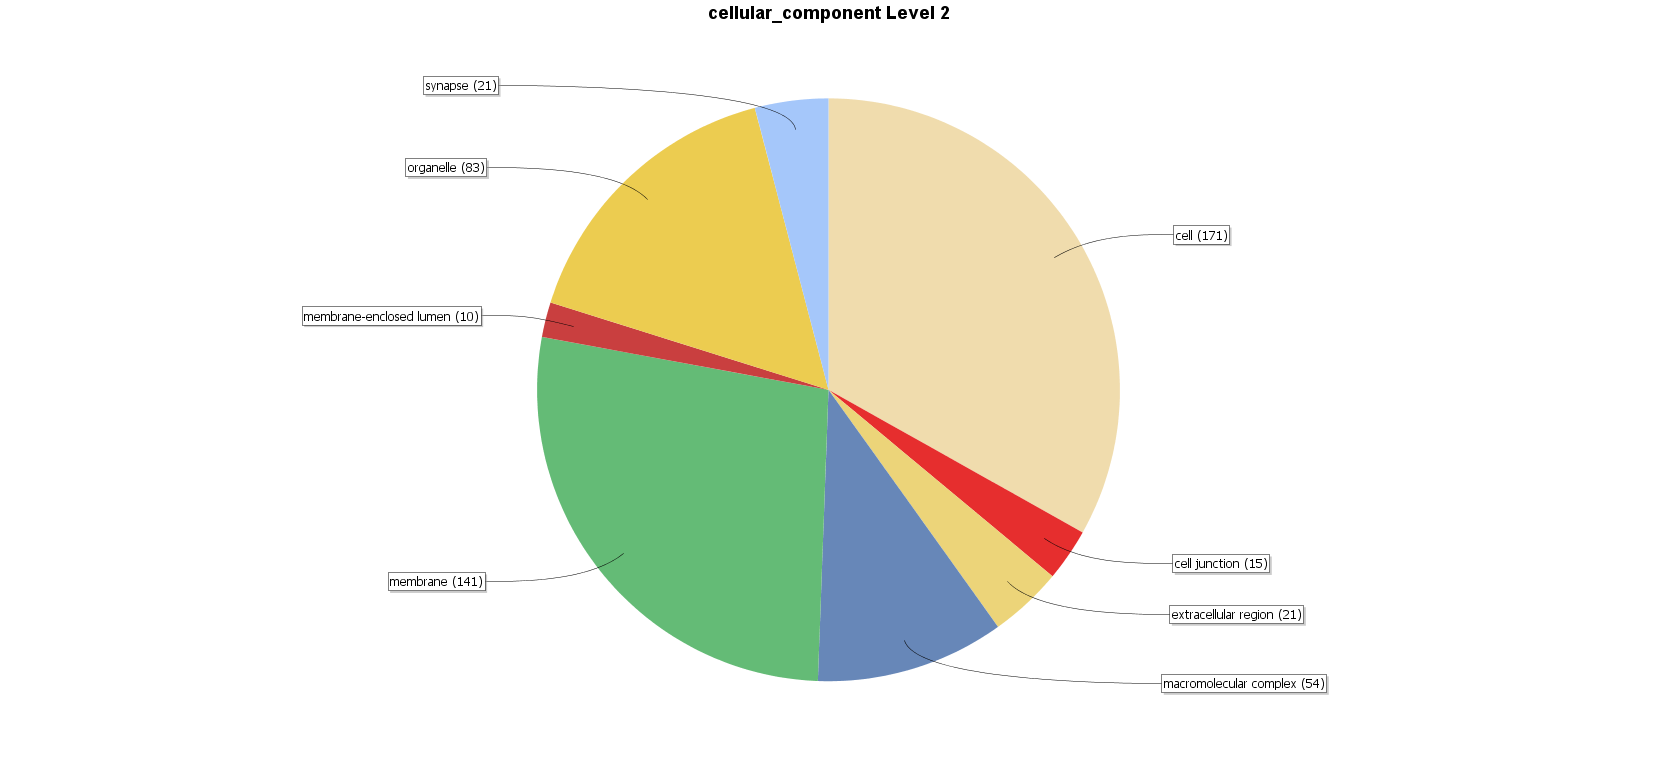 cellular_component Level 2
synapse (21)
organelle (83)
cell (171)
membrane-enclosed lumen (10)
cell junction (15)
membrane (141)
extracellular region (21)
macromolecular complex (54)